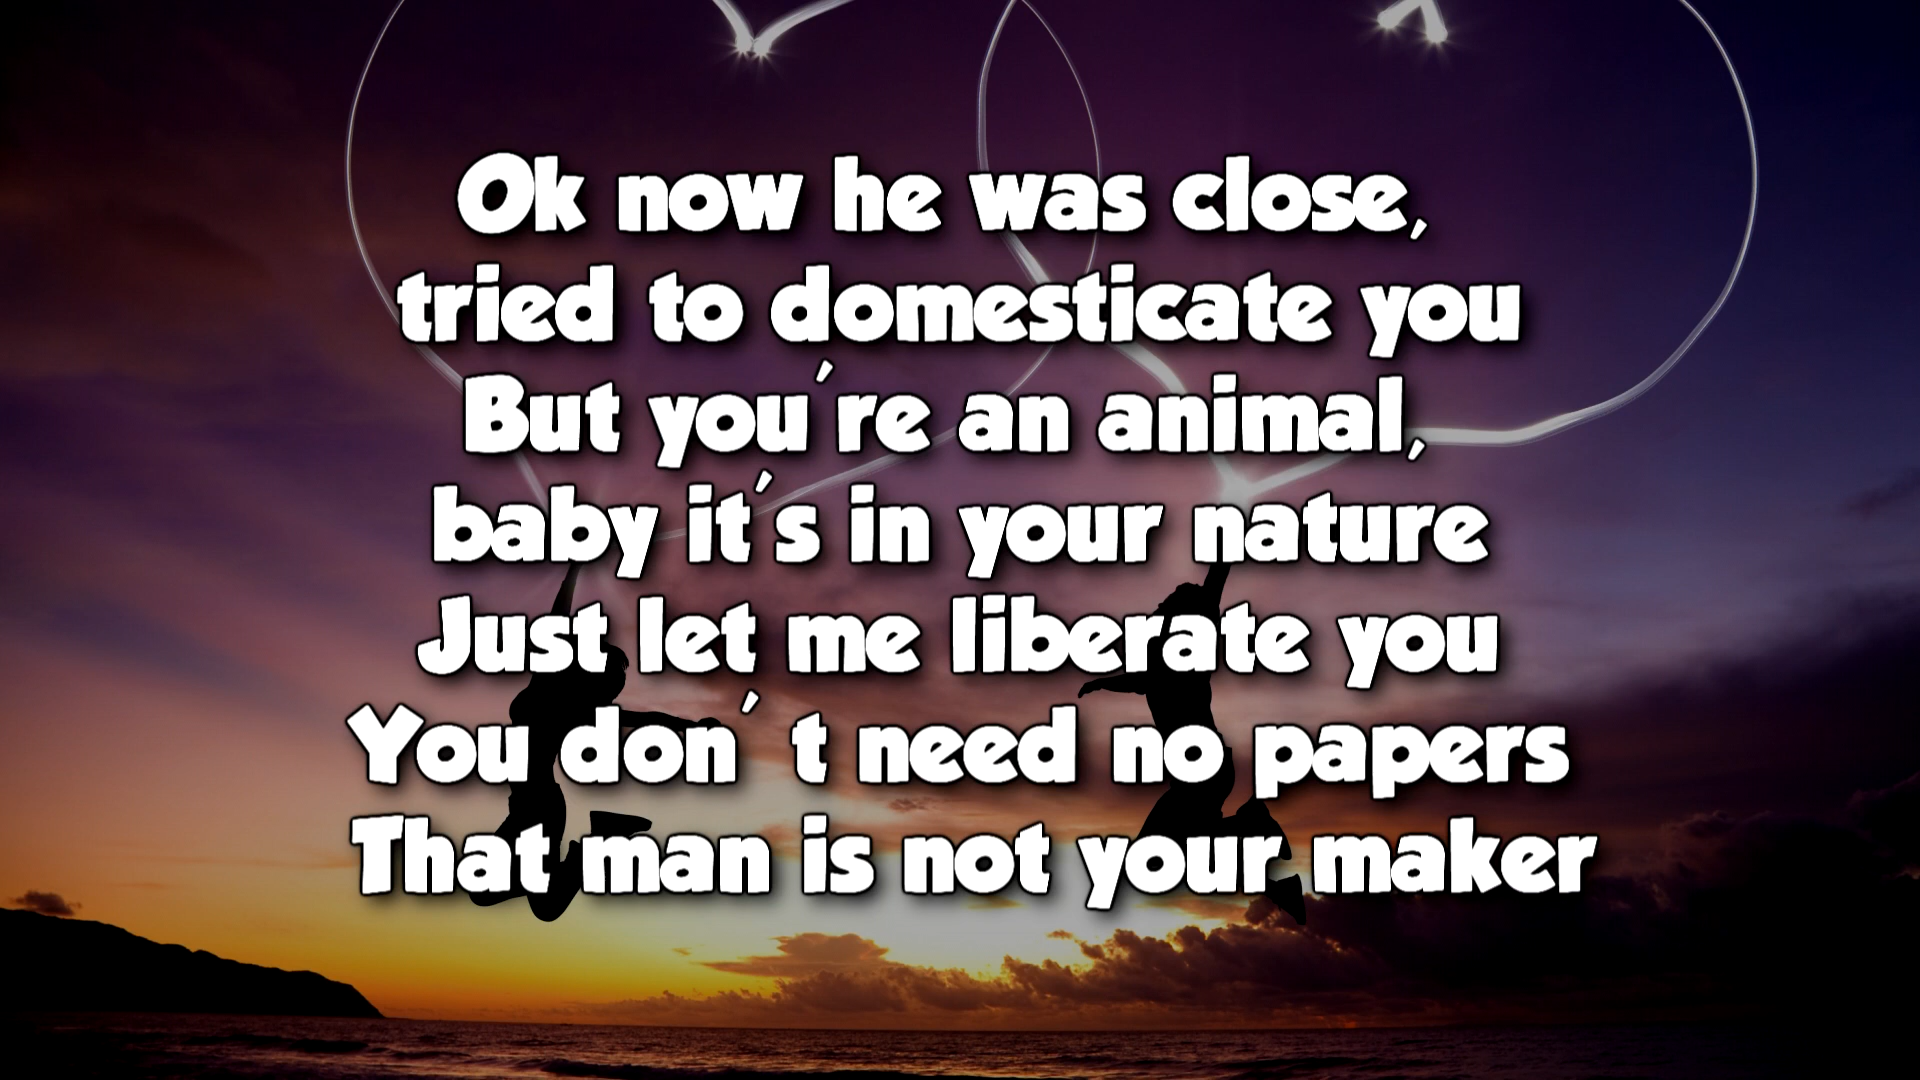 Ok now he was close,
tried to domesticate you
But you're an animal,
baby it's in your nature
Just let me liberate you
You don't need no papers
That man is not your maker